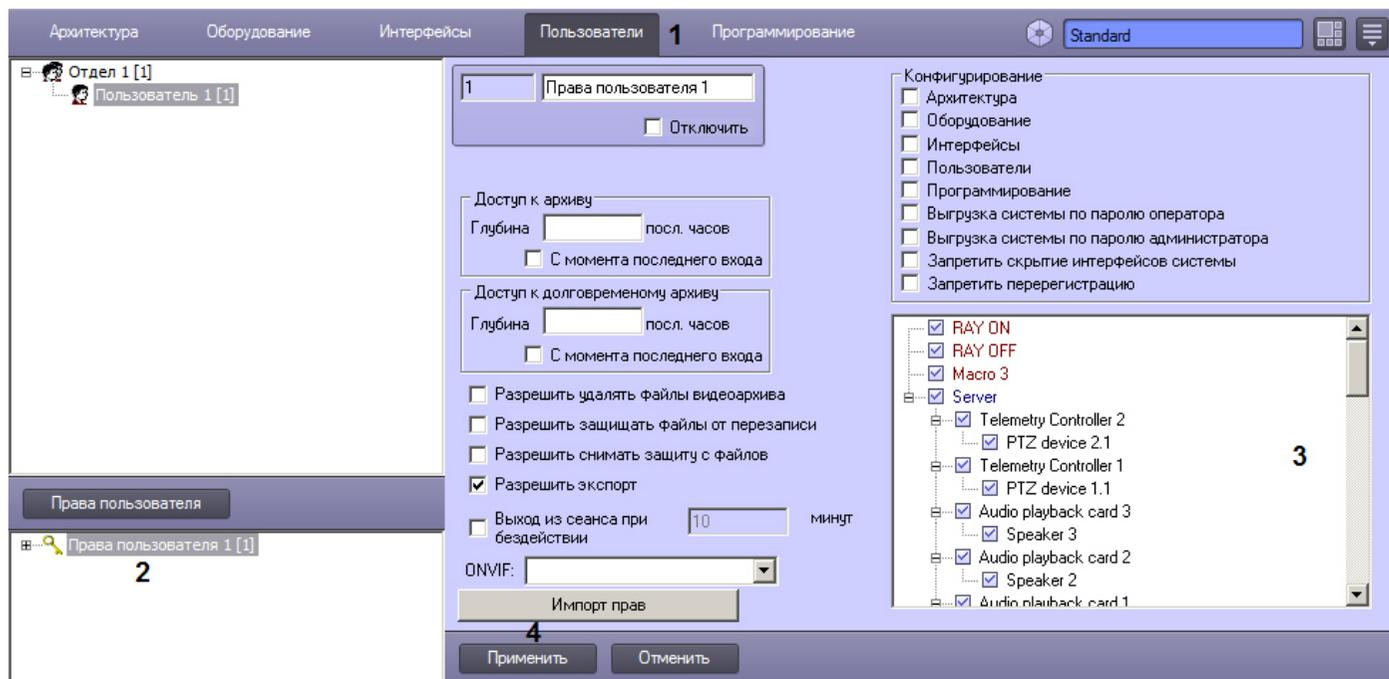 Архитектура Оборудование Интерфейсы Пользователи 1 Программирование Standard
Отдел 1 [1]
Пользователь 1 [1]
Права пользователя
Права пользователя 1 [1]
2
1 Права пользователя 1
Отключить
Доступ к архиву
Глубина посл. часов
С момента последнего входа
Доступ к долговременому архиву
Глубина посл. часов
С момента последнего входа
Разрешить удалять файлы видеоархива
Разрешить защищать файлы от перезаписи
Разрешить снимать защиту с файлов
Разрешить экспорт
Выход из сеанса при бездействии 10 минут
ONVIF:
Импорт прав
4
Применить Отменить
Конфигурирование
Архитектура
Оборудование
Интерфейсы
Пользователи
Программирование
Выгрузка системы по паролю оператора
Выгрузка системы по паролю администратора
Запретить скрытие интерфейсов системы
Запретить перерегистрацию
RAY ON
RAY OFF
Macro 3
Server
Telemetry Controller 2
PTZ device 2.1
Telemetry Controller 1
3
PTZ device 1.1
Audio playback card 3
Speaker 3
Audio playback card 2
Speaker 2
Audio playback card 1